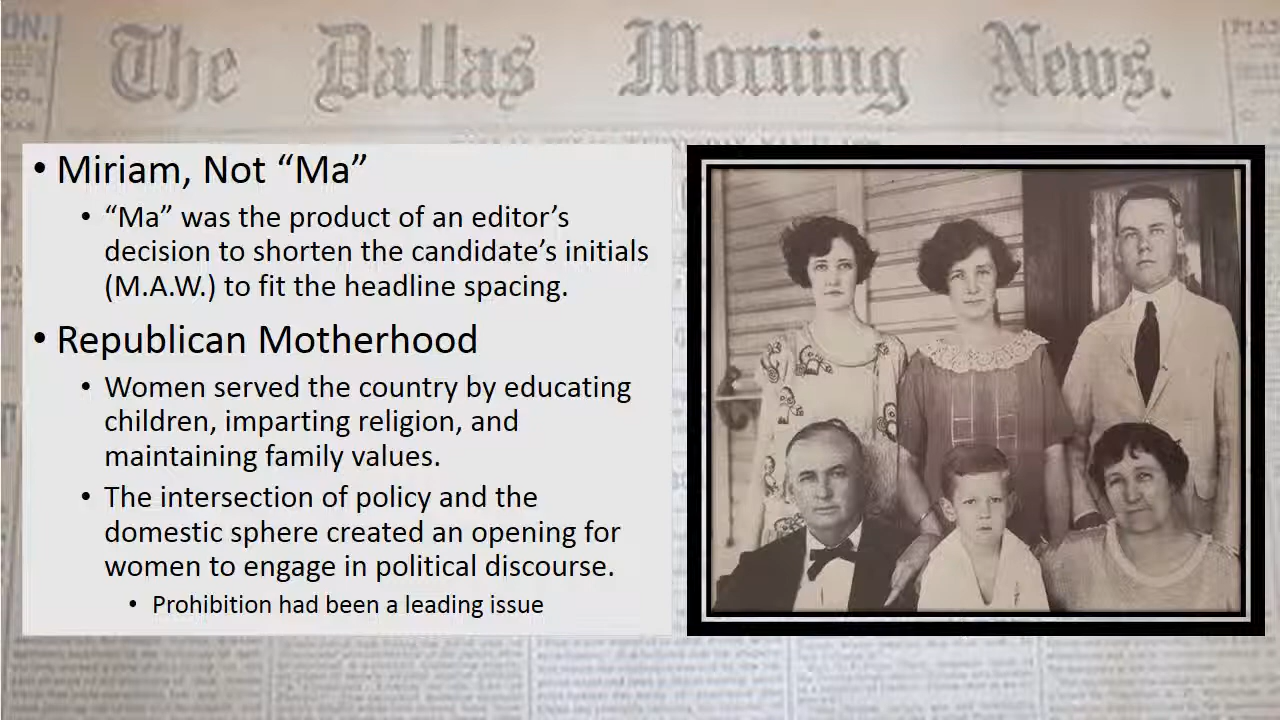 The Dallas Morning News.
• Miriam, Not “Ma”
• “Ma” was the product of an editor’s
decision to shorten the candidate’s initials
(M.A.W.) to fit the headline spacing.
• Republican Motherhood
• Women served the country by educating
children, imparting religion, and
maintaining family values.
• The intersection of policy and the
domestic sphere created an opening for
women to engage in political discourse.
• Prohibition had been a leading issue